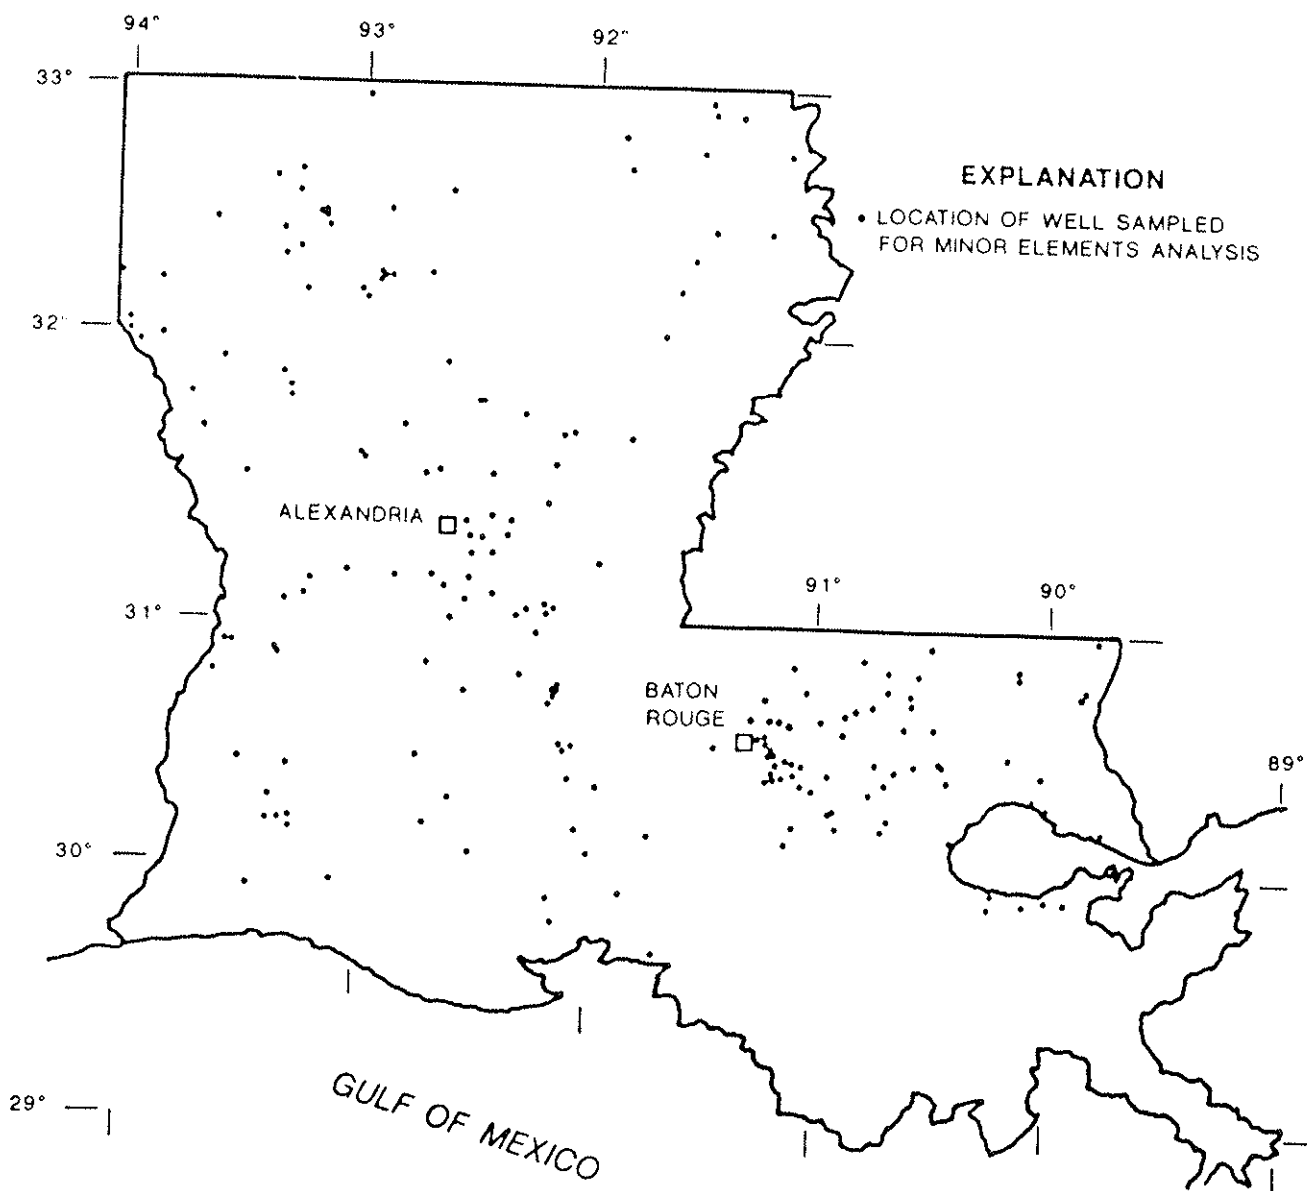 94°
93°
92"
33°
EXPLANATION
• LOCATION OF WELL SAMPLED
FOR MINOR ELEMENTS ANALYSIS
32"
ALEXANDRIA
91°
90°
31°
BATON
ROUGE
89°
30°
29°
GULF OF MEXICO